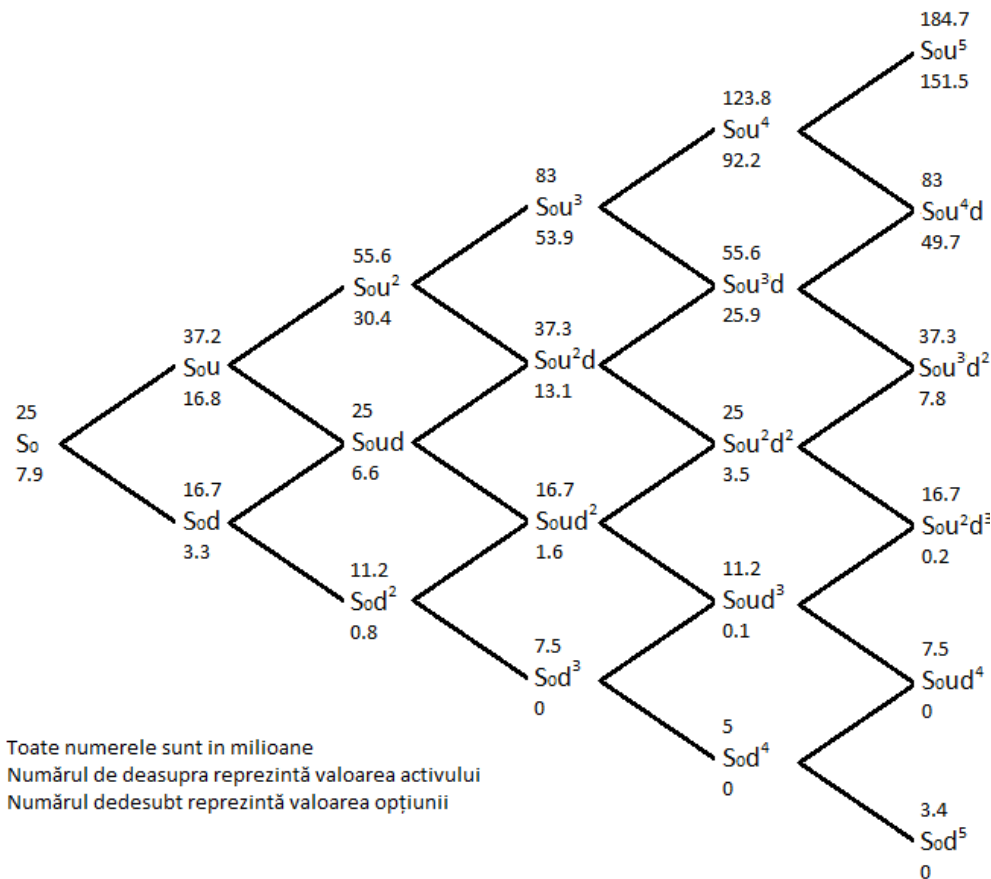 184.7
S₀u⁵
151.5
123.8
S₀u⁴
92.2
83
S₀u³
53.9
83
S₀u⁴d
49.7
55.6
S₀u²
30.4
55.6
S₀u³d
25.9
37.2
S₀u
16.8
37.3
S₀u²d
13.1
37.3
S₀u³d²
7.8
25
S₀
7.9
25
S₀ud
6.6
25
S₀u²d²
3.5
16.7
S₀d
3.3
16.7
S₀ud²
1.6
16.7
S₀u²d³
0.2
11.2
S₀d²
0.8
11.2
S₀ud³
0.1
7.5
S₀d³
0
7.5
S₀ud⁴
0
5
S₀d⁴
0
3.4
S₀d⁵
0
Toate numerele sunt in milioane
Numărul de deasupra reprezintă valoarea activului
Numărul dedesubt reprezintă valoarea opțiunii